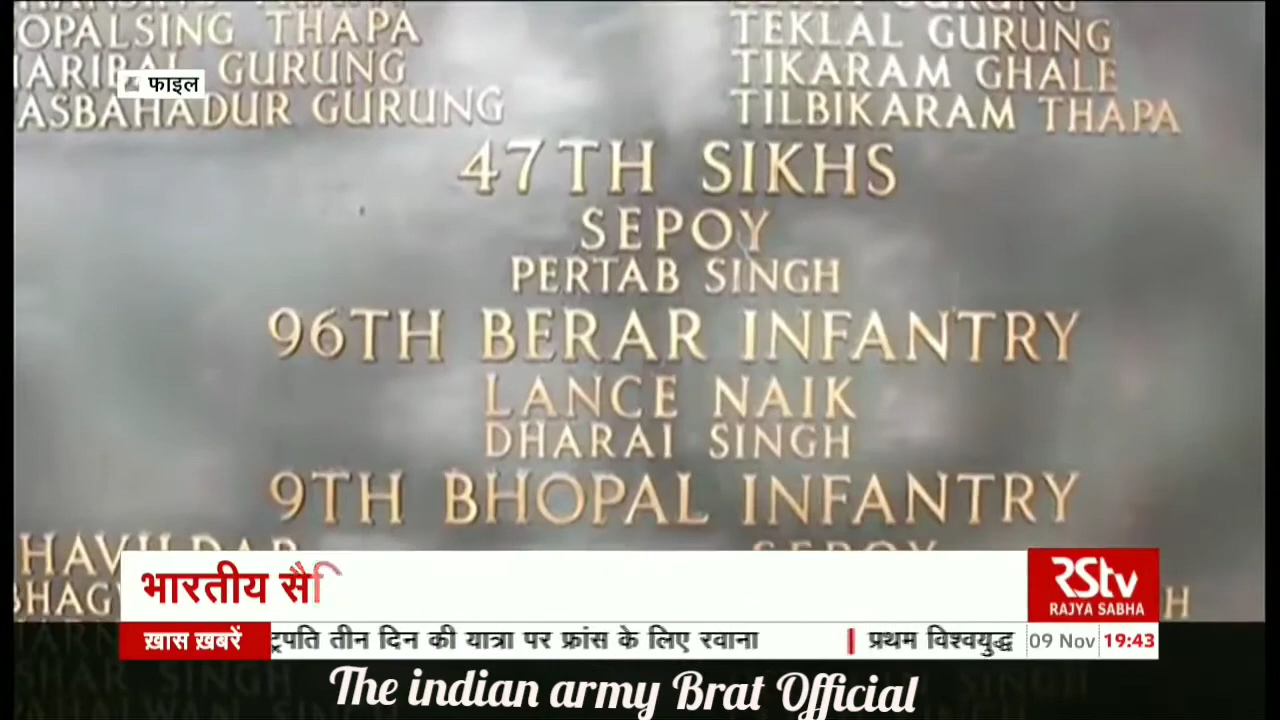 OPALSING THAPA
TEKLAL GURUNG
GURUNG
TIKARAM GHALE
फाइल
ASBAHADUR GURUNG
TILBIKARAM THAPA
47TH SIKHS
SEPOY
PERTAB SINGH
96TH BERAR INFANTRY
LANCE NAIK
DHARAI SINGH
9TH BHOPAL INFANTRY
HAVILDAR
SEPOY
भारतीय सैि
RStv
RAJYA SABHA
ख़ास ख़बरें
ट्रपति तीन दिन की यात्रा पर फ्रांस के लिए रवाना | प्रथम विश्वयुद्ध 09 Nov 19:43
The indian army Brat Official